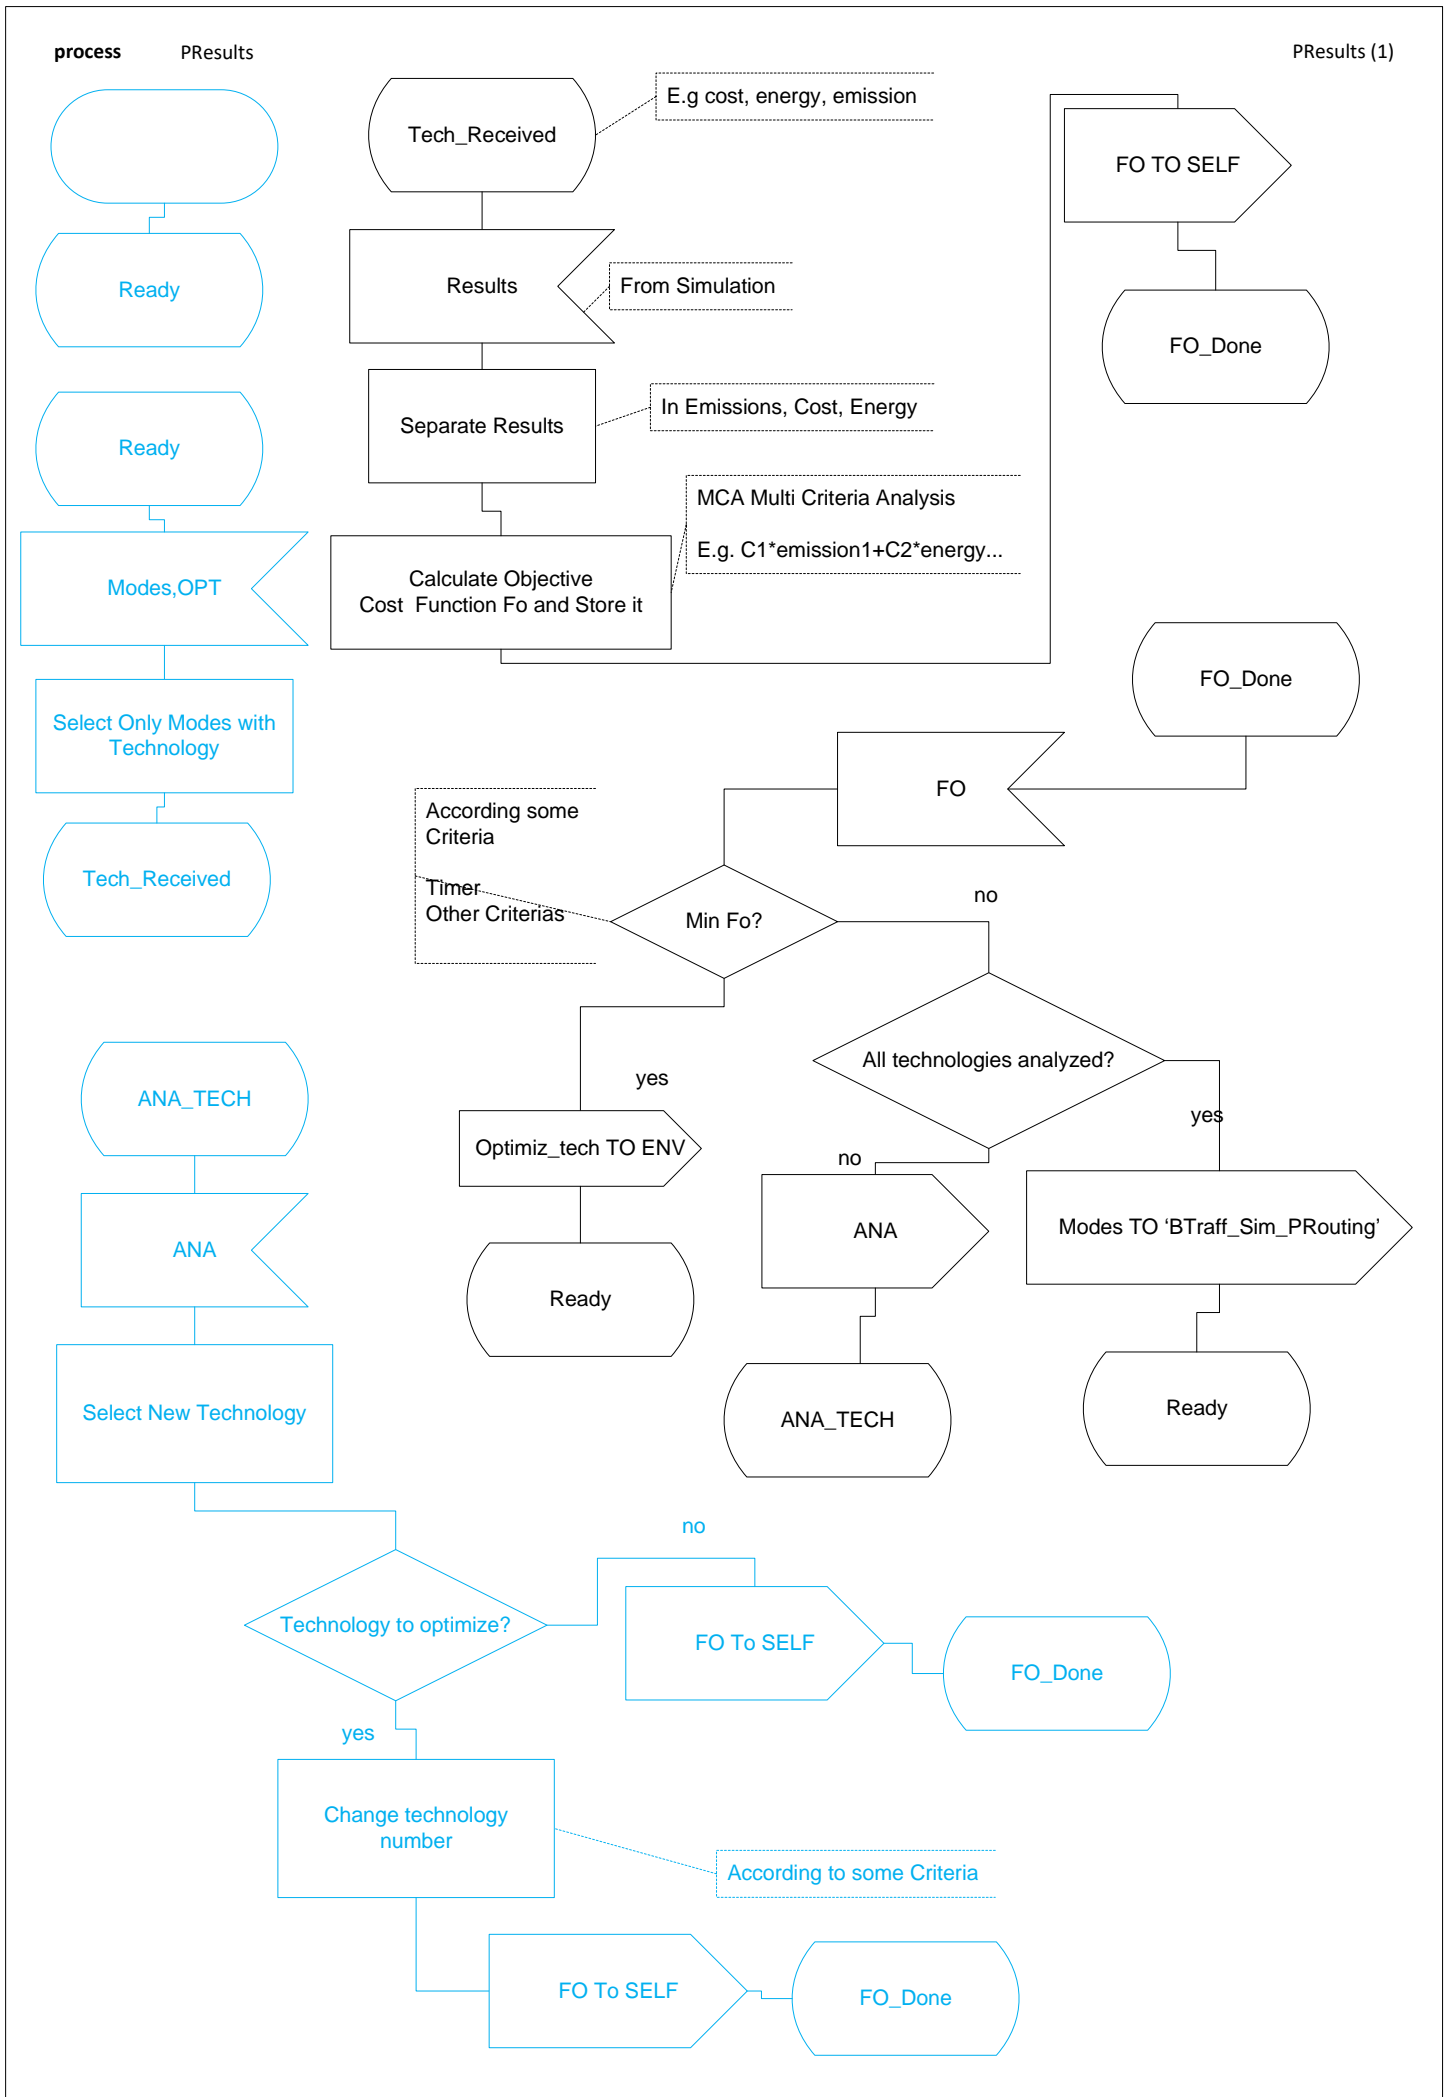 process PResults
PResults (1)
Ready
Ready
Modes,OPT
Select Only Modes with
Technology
Tech_Received
Tech_Received
E.g cost, energy, emission
Results
From Simulation
Separate Results
In Emissions, Cost, Energy
Calculate Objective
Cost Function Fo and Store it
MCA Multi Criteria Analysis
E.g. C1*emission1+C2*energy...
FO TO SELF
FO_Done
FO_Done
FO
According some
Criteria
Timer
Other Criterias
Min Fo?
no
yes
Optimiz_tech TO ENV
Ready
All technologies analyzed?
no
yes
ANA
ANA_TECH
Modes TO ‘BTraff_Sim_PRouting’
Ready
ANA_TECH
ANA
Select New Technology
Technology to optimize?
no
FO To SELF
FO_Done
yes
Change technology
number
According to some Criteria
FO To SELF
FO_Done